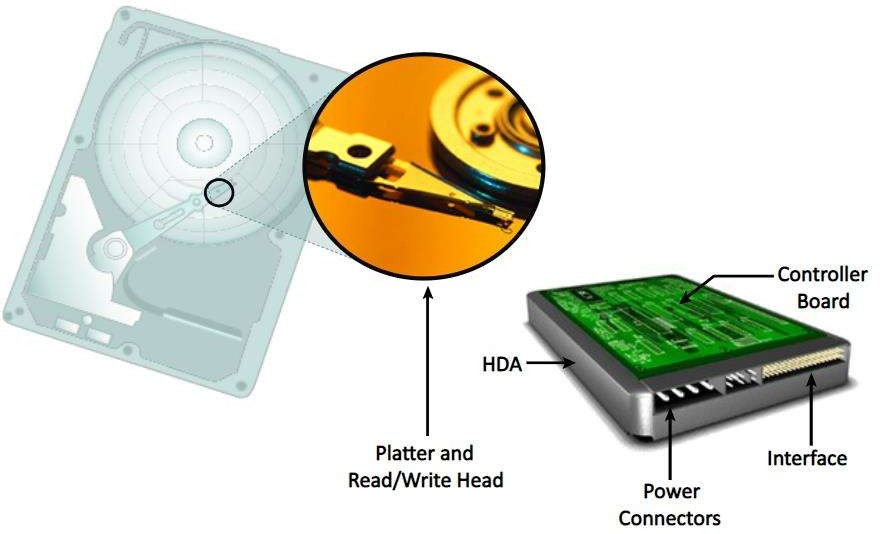 Controller
Board
HDA
Platter and
Read/Write Head
Interface
Power
Connectors